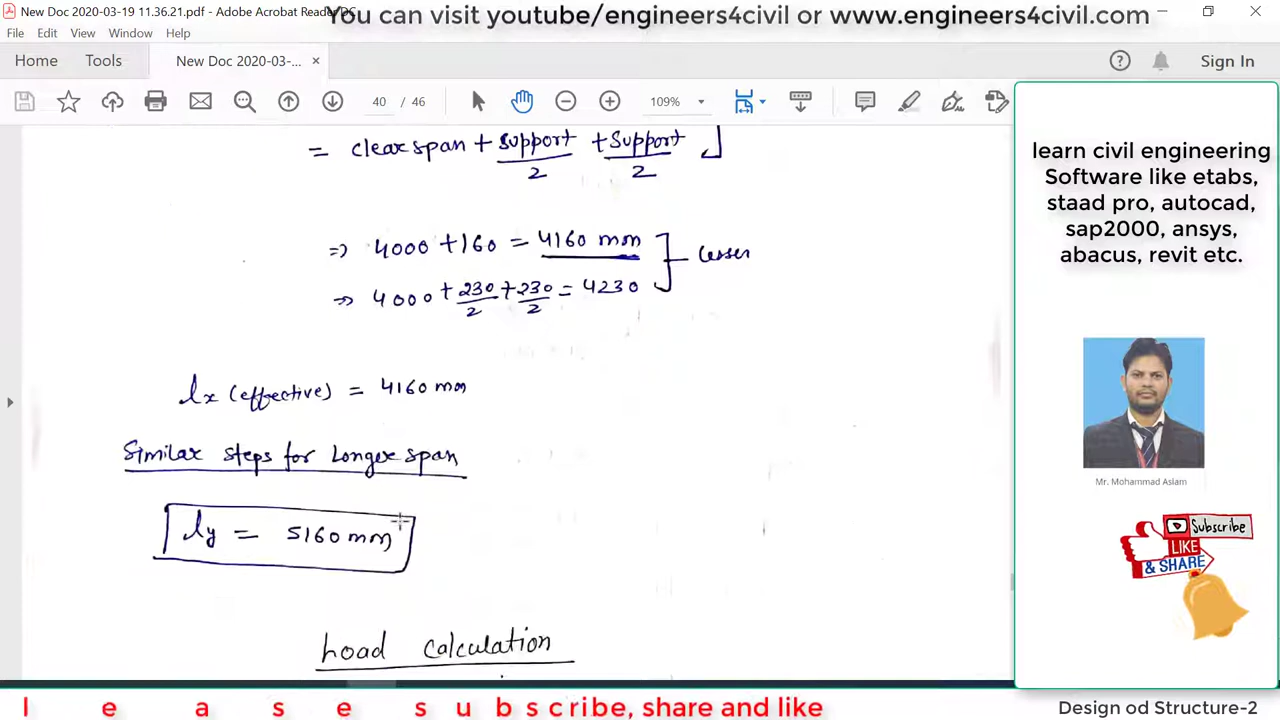 New Doc 2020-03-19 11.36.21.pdf - Adobe Acrobat Reader DC
You can visit youtube/engineers4civil or www.engineers4civil.com
File Edit View Window Help
Home Tools New Doc 2020-03-... × Sign In
40 / 46 109%
= clear span + support/2 + support/2 ]
⇒ 4000 + 160 = 4160 mm
lesser
⇒ 4000 + 230/2 + 230/2 = 4230
lx (effective) = 4160 mm
Similar steps for Longer span
ly = 5160 mm
Load calculation
learn civil engineering
Software like etabs,
staad pro, autocad,
sap2000, ansys,
abacus, revit etc.
Mr. Mohammad Aslam
Subscribe
LIKE
& SHARE
l e a s e s u b s c ribe, share and like
Design od Structure-2